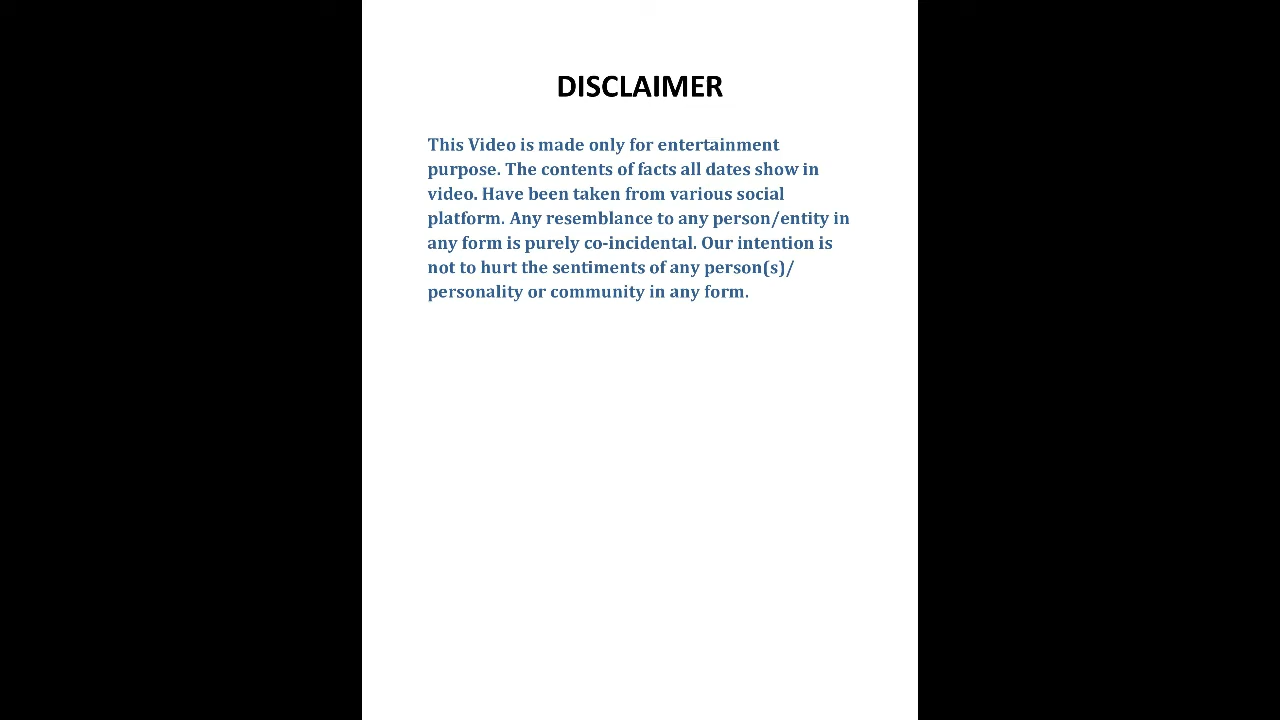 DISCLAIMER
This Video is made only for entertainment
purpose. The contents of facts all dates show in
video. Have been taken from various social
platform. Any resemblance to any person/entity in
any form is purely co-incidental. Our intention is
not to hurt the sentiments of any person(s)/
personality or community in any form.